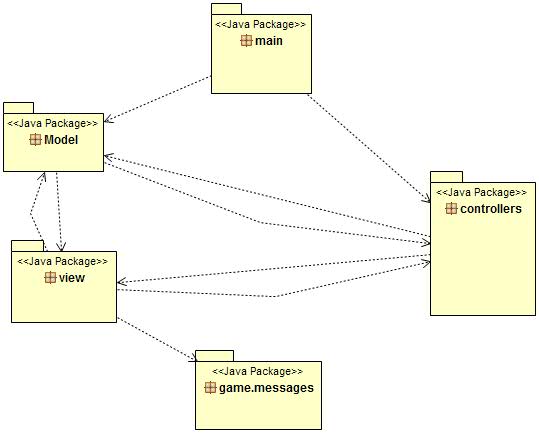 <<Java Package>>
main
<<Java Package>>
Model
<<Java Package>>
controllers
<<Java Package>>
view
<<Java Package>>
game.messages